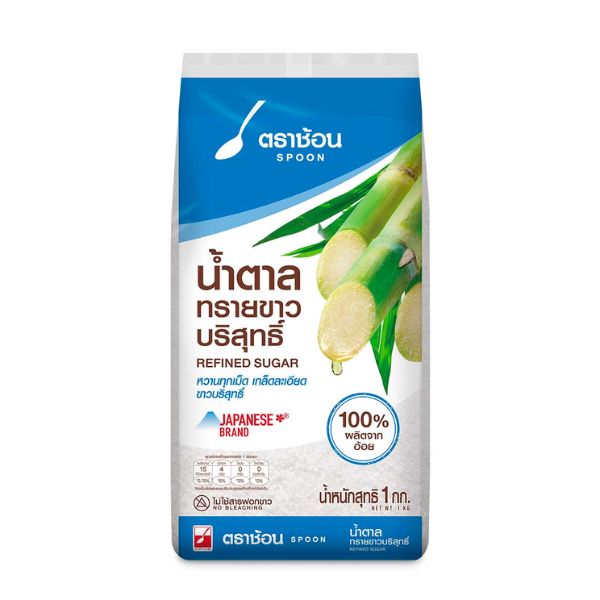 ตราช้อน
SPOON
น้ำตาล
ทรายขาว
บริสุทธิ์
REFINED SUGAR
หวานทุกเม็ด เกล็ดละเอียด
ขาวบริสุทธิ์
JAPANESE
BRAND
100%
ผลิตจาก
อ้อย
15
4
0
0
ไม่ใช้สารฟอกขาว
NO BLEACHING
น้ำหนักสุทธิ 1 กก.
NET WT 1 KG
ตราช้อน SPOON
น้ำตาล
ทรายขาวบริสุทธิ์
REFINED SUGAR